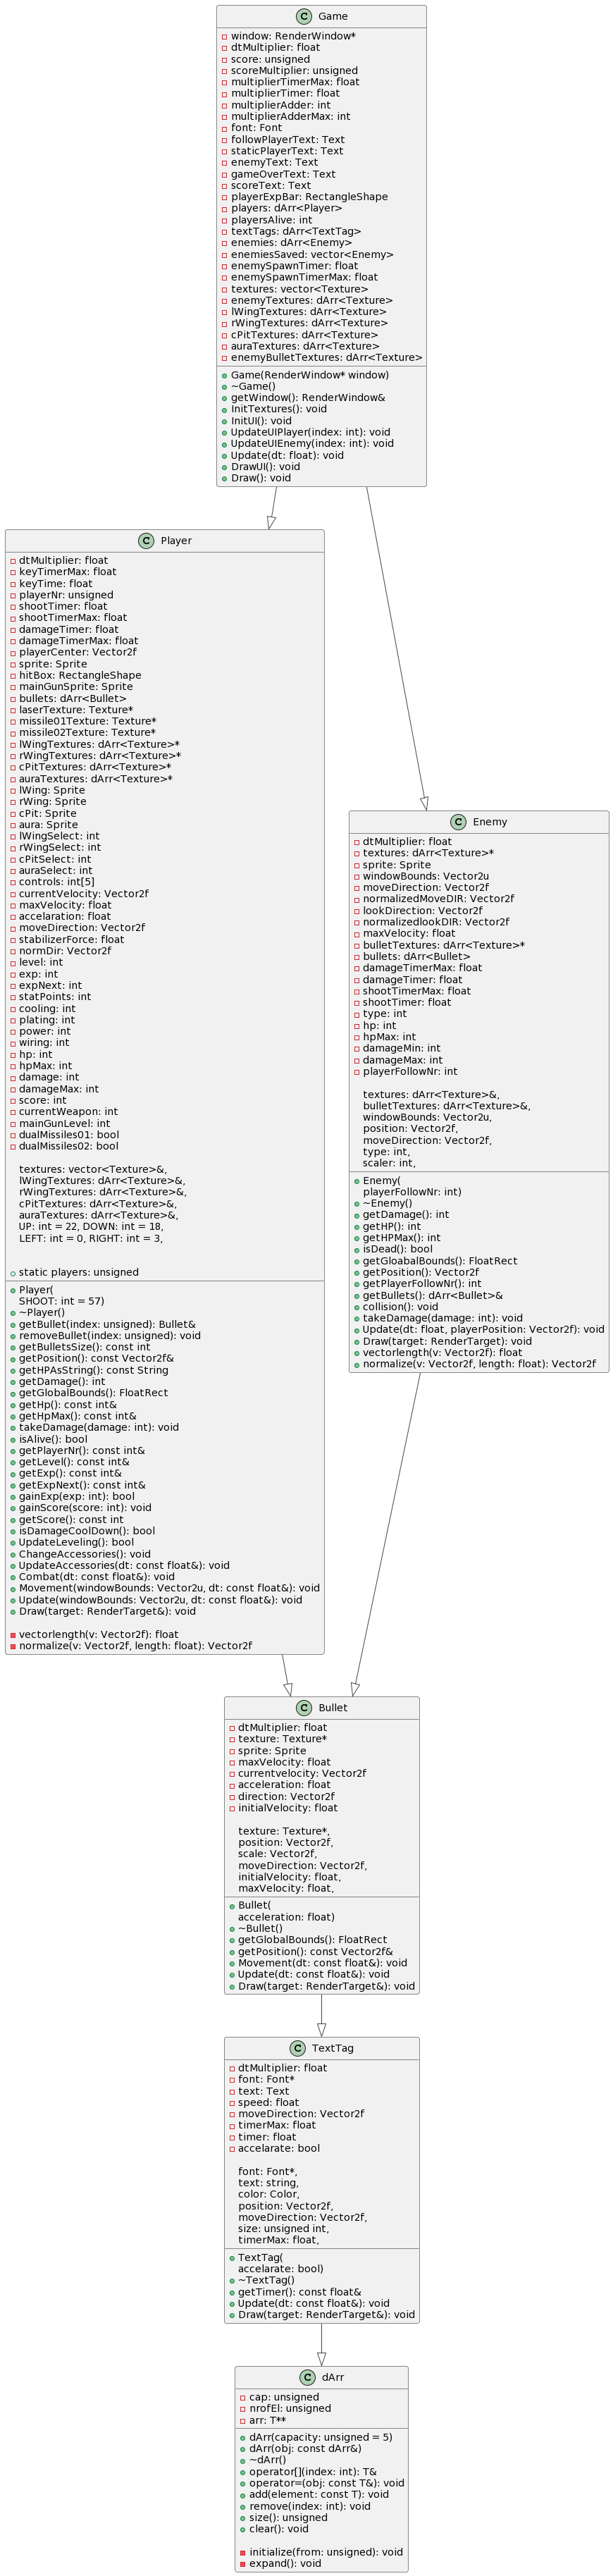 C Game
window: RenderWindow*
dtMultiplier: float
score: unsigned
scoreMultiplier: unsigned
multiplierTimerMax: float
multiplierTimer: float
multiplierAdder: int
multiplierAdderMax: int
font: Font
followPlayerText: Text
staticPlayerText: Text
enemyText: Text
gameOverText: Text
scoreText: Text
playerExpBar: RectangleShape
players: dArr<Player>
playersAlive: int
textTags: dArr<TextTag>
enemies: dArr<Enemy>
enemiesSaved: vector<Enemy>
enemySpawnTimer: float
enemySpawnTimerMax: float
textures: vector<Texture>
enemyTextures: dArr<Texture>
lWingTextures: dArr<Texture>
rWingTextures: dArr<Texture>
cPitTextures: dArr<Texture>
auraTextures: dArr<Texture>
enemyBulletTextures: dArr<Texture>
Game(RenderWindow* window)
~Game()
getWindow(): RenderWindow&
InitTextures(): void
InitUI(): void
UpdateUIPlayer(index: int): void
UpdateUIEnemy(index: int): void
Update(dt: float): void
DrawUI(): void
Draw(): void
C Player
dtMultiplier: float
keyTimerMax: float
keyTime: float
playerNr: unsigned
shootTimer: float
shootTimerMax: float
damageTimer: float
damageTimerMax: float
playerCenter: Vector2f
sprite: Sprite
hitBox: RectangleShape
mainGunSprite: Sprite
bullets: dArr<Bullet>
laserTexture: Texture*
missile01Texture: Texture*
missile02Texture: Texture*
lWingTextures: dArr<Texture>*
rWingTextures: dArr<Texture>*
cPitTextures: dArr<Texture>*
auraTextures: dArr<Texture>*
lWing: Sprite
rWing: Sprite
cPit: Sprite
aura: Sprite
lWingSelect: int
rWingSelect: int
cPitSelect: int
auraSelect: int
controls: int[5]
currentVelocity: Vector2f
maxVelocity: float
accelaration: float
moveDirection: Vector2f
stabilizerForce: float
normDir: Vector2f
level: int
exp: int
expNext: int
statPoints: int
cooling: int
plating: int
power: int
wiring: int
hp: int
hpMax: int
damage: int
damageMax: int
score: int
currentWeapon: int
mainGunLevel: int
dualMissiles01: bool
dualMissiles02: bool
textures: vector<Texture>&,
lWingTextures: dArr<Texture>&,
rWingTextures: dArr<Texture>&,
cPitTextures: dArr<Texture>&,
auraTextures: dArr<Texture>&,
UP: int = 22, DOWN: int = 18,
LEFT: int = 0, RIGHT: int = 3,
static players: unsigned
Player(
SHOOT: int = 57)
~Player()
getBullet(index: unsigned): Bullet&
removeBullet(index: unsigned): void
getBulletsSize(): const int
getPosition(): const Vector2f&
getHPAsString(): const String
getDamage(): int
getGlobalBounds(): FloatRect
getHp(): const int&
getHpMax(): const int&
takeDamage(damage: int): void
isAlive(): bool
getPlayerNr(): const int&
getLevel(): const int&
getExp(): const int&
getExpNext(): const int&
gainExp(exp: int): bool
gainScore(score: int): void
getScore(): const int
isDamageCoolDown(): bool
UpdateLeveling(): bool
ChangeAccessories(): void
UpdateAccessories(dt: const float&): void
Combat(dt: const float&): void
Movement(windowBounds: Vector2u, dt: const float&): void
Update(windowBounds: Vector2u, dt: const float&): void
Draw(target: RenderTarget&): void
vectorlength(v: Vector2f): float
normalize(v: Vector2f, length: float): Vector2f
C Enemy
dtMultiplier: float
textures: dArr<Texture>*
sprite: Sprite
windowBounds: Vector2u
moveDirection: Vector2f
normalizedMoveDIR: Vector2f
lookDirection: Vector2f
normalizedlookDIR: Vector2f
maxVelocity: float
bulletTextures: dArr<Texture>*
bullets: dArr<Bullet>
damageTimerMax: float
damageTimer: float
shootTimerMax: float
shootTimer: float
type: int
hp: int
hpMax: int
damageMin: int
damageMax: int
playerFollowNr: int
textures: dArr<Texture>&,
bulletTextures: dArr<Texture>&,
windowBounds: Vector2u,
position: Vector2f,
moveDirection: Vector2f,
type: int,
scaler: int,
Enemy(
playerFollowNr: int)
~Enemy()
getDamage(): int
getHP(): int
getHPMax(): int
isDead(): bool
getGloabalBounds(): FloatRect
getPosition(): Vector2f
getPlayerFollowNr(): int
getBullets(): dArr<Bullet>&
collision(): void
takeDamage(damage: int): void
Update(dt: float, playerPosition: Vector2f): void
Draw(target: RenderTarget): void
vectorlength(v: Vector2f): float
normalize(v: Vector2f, length: float): Vector2f
C Bullet
dtMultiplier: float
texture: Texture*
sprite: Sprite
maxVelocity: float
currentvelocity: Vector2f
acceleration: float
direction: Vector2f
initialVelocity: float
texture: Texture*,
position: Vector2f,
scale: Vector2f,
moveDirection: Vector2f,
initialVelocity: float,
maxVelocity: float,
Bullet(
acceleration: float)
~Bullet()
getGlobalBounds(): FloatRect
getPosition(): const Vector2f&
Movement(dt: const float&): void
Update(dt: const float&): void
Draw(target: RenderTarget&): void
C TextTag
dtMultiplier: float
font: Font*
text: Text
speed: float
moveDirection: Vector2f
timerMax: float
timer: float
accelarate: bool
font: Font*,
text: string,
color: Color,
position: Vector2f,
moveDirection: Vector2f,
size: unsigned int,
timerMax: float,
TextTag(
accelarate: bool)
~TextTag()
getTimer(): const float&
Update(dt: const float&): void
Draw(target: RenderTarget&): void
C dArr
cap: unsigned
nrofEl: unsigned
arr: T**
dArr(capacity: unsigned = 5)
dArr(obj: const dArr&)
~dArr()
operator[](index: int): T&
operator=(obj: const T&): void
add(element: const T): void
remove(index: int): void
size(): unsigned
clear(): void
initialize(from: unsigned): void
expand(): void